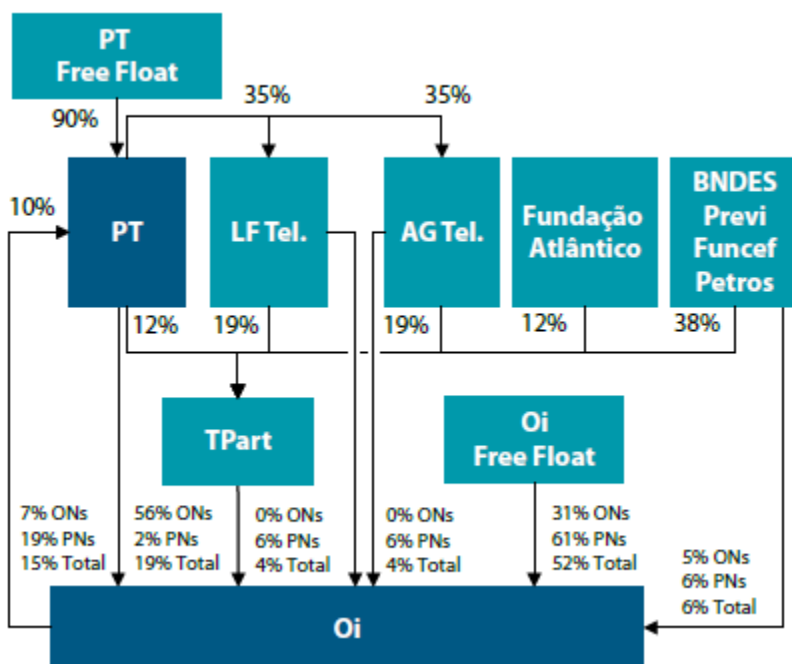 PT
Free Float
90%
35%
35%
10%
PT
LF Tel.
AG Tel.
Fundação
Atlântico
BNDES
Previ
Funcef
Petros
12%
19%
19%
12%
38%
TPart
Oi
Free Float
7% ONs
19% PNs
15% Total
56% ONs
2% PNs
19% Total
0% ONs
6% PNs
4% Total
0% ONs
6% PNs
4% Total
31% ONs
61% PNs
52% Total
5% ONs
6% PNs
6% Total
Oi